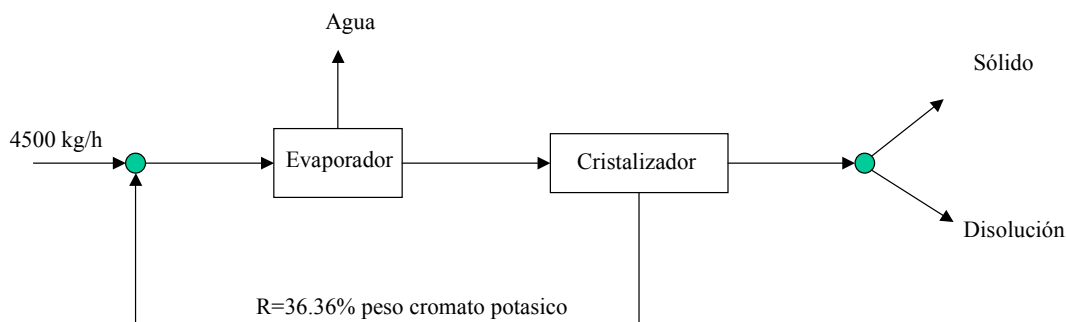 Agua
Sólido
4500 kg/h
Evaporador
Cristalizador
Disolución
R=36.36% peso cromato potasico